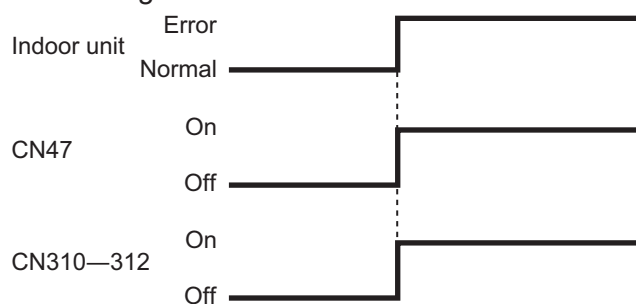 Error
Indoor unit
Normal
On
CN47
Off
On
CN310—312
Off